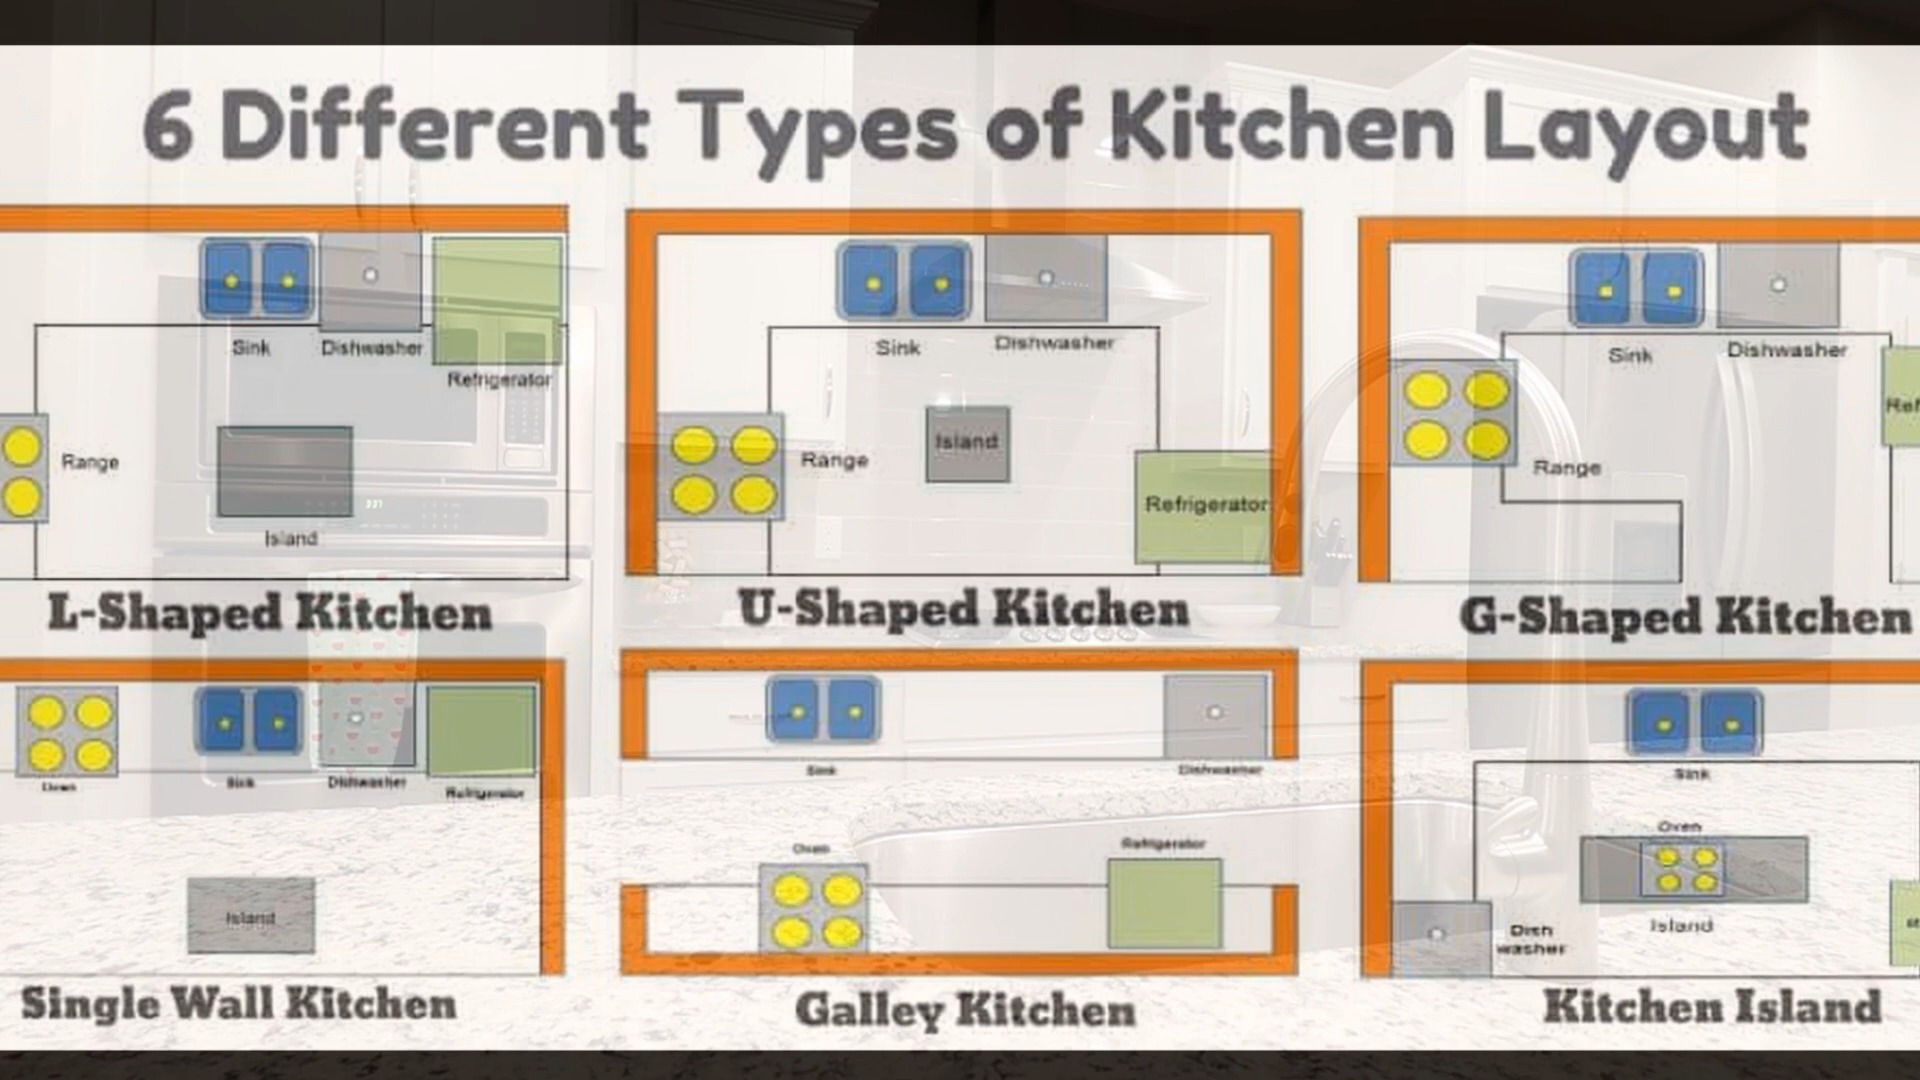 6 Different Types of Kitchen Layout
Sink
Dishwasher
Refrigerator
Range
Island
L-Shaped Kitchen
Sink
Dishwasher
Range
Island
Refrigerator
U-Shaped Kitchen
Sink
Dishwasher
Ref
Range
G-Shaped Kitchen
Sink
Dishwasher
Refrigerator
Island
Single Wall Kitchen
Sink
Dishwasher
Oven
Refrigerator
Galley Kitchen
Sink
Oven
Island
Dish
washer
Kitchen Island